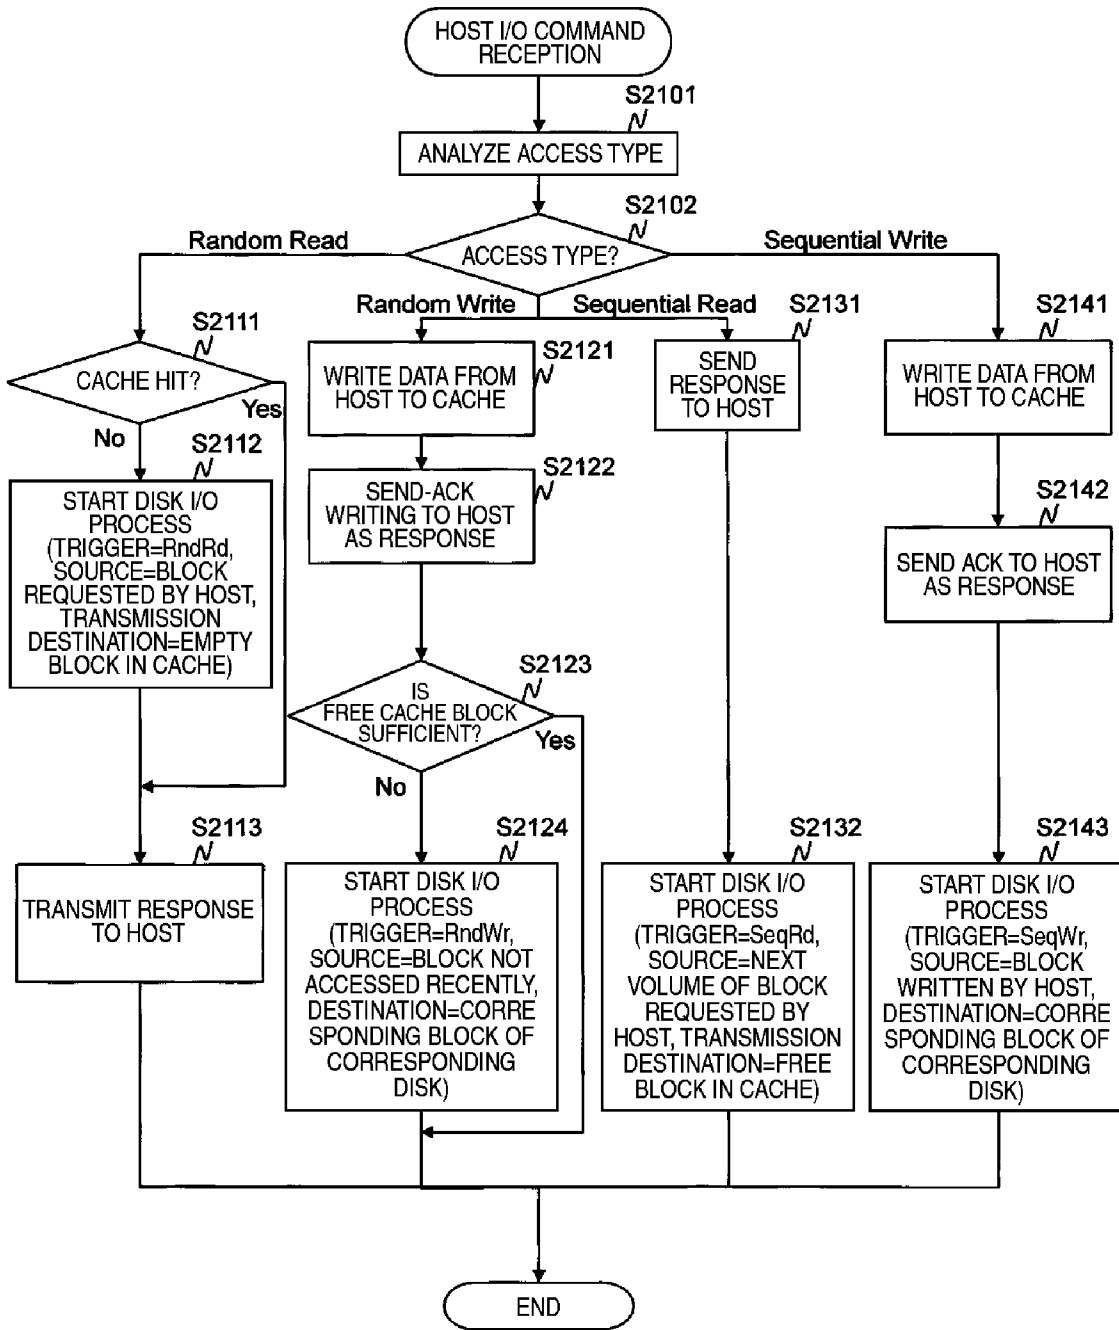 HOST I/O COMMAND
RECEPTION
S2101
ANALYZE ACCESS TYPE
S2102
ACCESS TYPE?
Random Read
Sequential Write
Random Write
Sequential Read
S2111
CACHE HIT?
Yes
No
S2112
START DISK I/O
PROCESS
(TRIGGER=RndRd,
SOURCE=BLOCK
REQUESTED BY HOST,
TRANSMISSION
DESTINATION=EMPTY
BLOCK IN CACHE)
S2113
TRANSMIT RESPONSE
TO HOST
S2121
WRITE DATA FROM
HOST TO CACHE
S2122
SEND-ACK
WRITING TO HOST
AS RESPONSE
S2123
IS
FREE CACHE BLOCK
SUFFICIENT?
Yes
No
S2124
START DISK I/O
PROCESS
(TRIGGER=RndWr,
SOURCE=BLOCK NOT
ACCESSED RECENTLY,
DESTINATION=CORRE
SPONDING BLOCK OF
CORRESPONDING
DISK)
S2131
SEND
RESPONSE
TO HOST
S2132
START DISK I/O
PROCESS
(TRIGGER=SeqRd,
SOURCE=NEXT
VOLUME OF BLOCK
REQUESTED BY
HOST, TRANSMISSION
DESTINATION=FREE
BLOCK IN CACHE)
S2141
WRITE DATA FROM
HOST TO CACHE
S2142
SEND ACK TO HOST
AS RESPONSE
S2143
START DISK I/O
PROCESS
(TRIGGER=SeqWr,
SOURCE=BLOCK
WRITTEN BY HOST,
DESTINATION=CORRE
SPONDING BLOCK OF
CORRESPONDING
DISK)
END